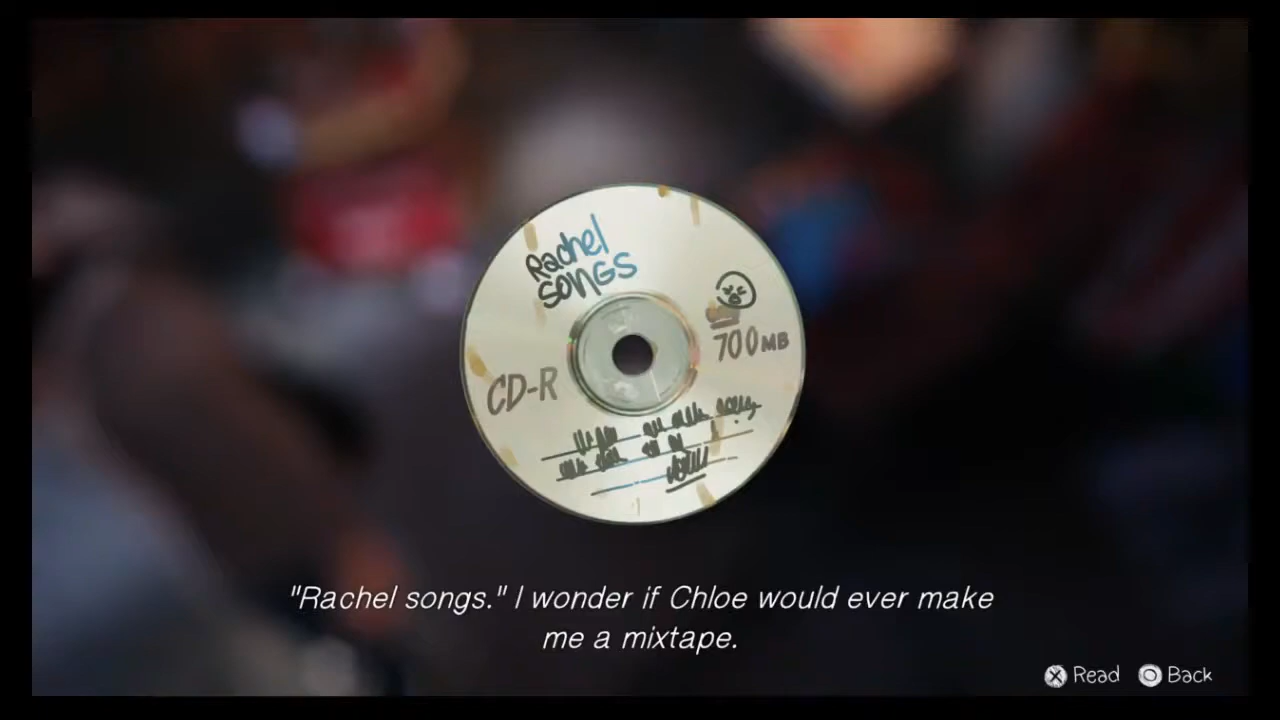 Rachel
SONGS
700MB
CD-R
"Rachel songs." I wonder if Chloe would ever make
me a mixtape.
Read Back